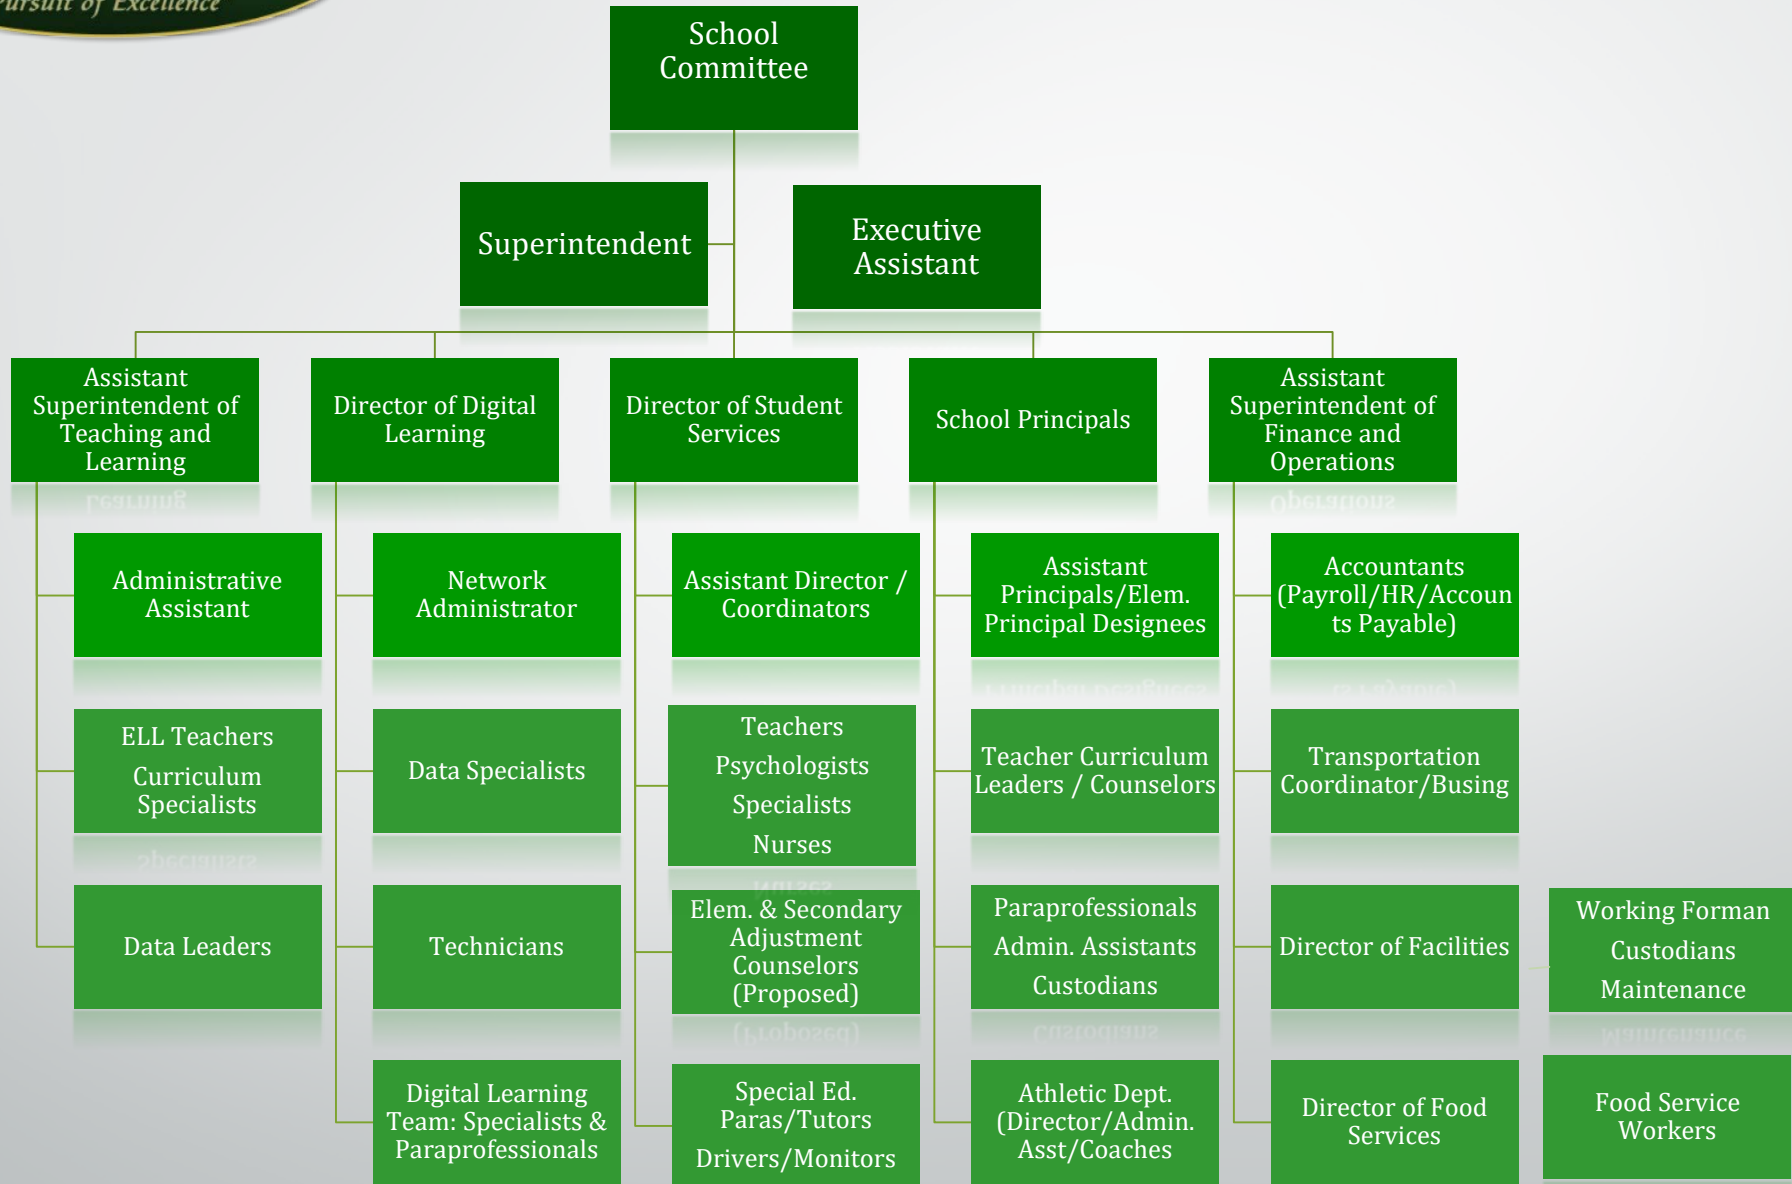 Pursuit of Excellence
School
Committee
Superintendent
Executive
Assistant
Assistant
Superintendent of
Teaching and
Learning
Director of Digital
Learning
Director of Student
Services
School Principals
Assistant
Superintendent of
Finance and
Operations
Administrative
Assistant
Network
Administrator
Assistant Director /
Coordinators
Assistant
Principals/Elem.
Principal Designees
Accountants
(Payroll/HR/Accoun
ts Payable)
ELL Teachers
Curriculum
Specialists
Data Specialists
Teachers
Psychologists
Specialists
Nurses
Teacher Curriculum
Leaders / Counselors
Transportation
Coordinator/Busing
Data Leaders
Technicians
Elem. & Secondary
Adjustment
Counselors
(Proposed)
Paraprofessionals
Admin. Assistants
Custodians
Director of Facilities
Working Forman
Custodians
Maintenance
Digital Learning
Team: Specialists &
Paraprofessionals
Special Ed.
Paras/Tutors
Drivers/Monitors
Athletic Dept.
(Director/Admin.
Asst/Coaches
Director of Food
Services
Food Service
Workers